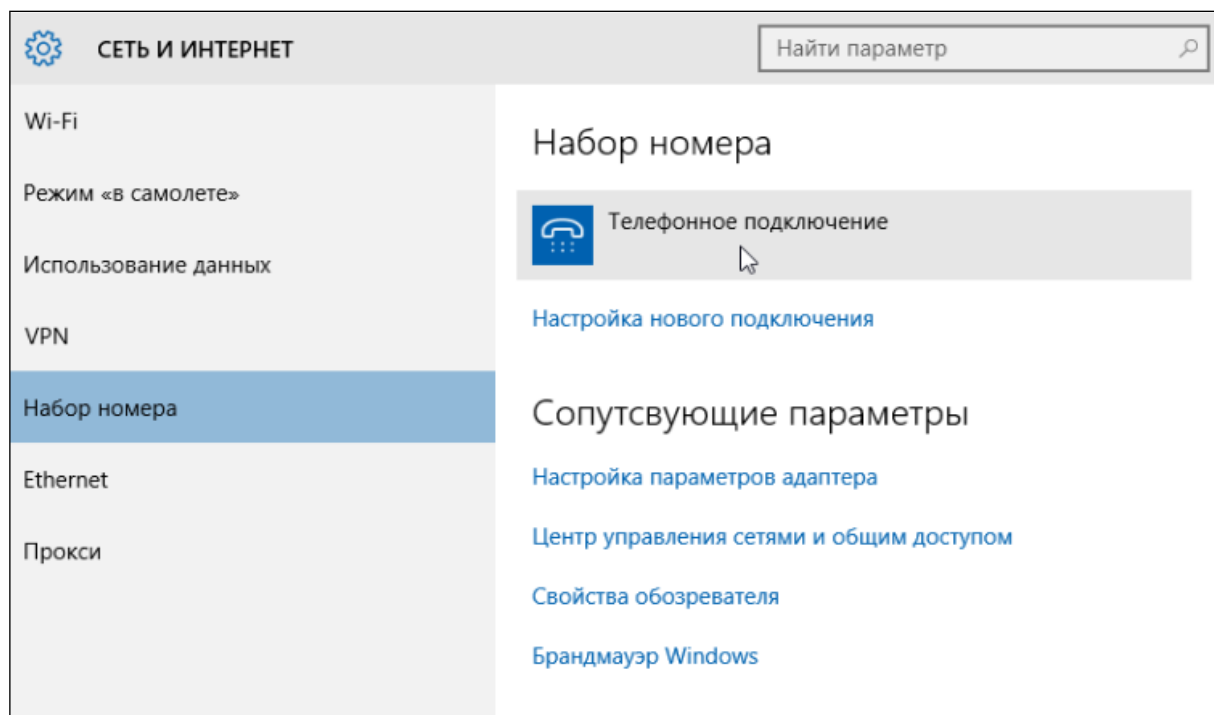 СЕТЬ И ИНТЕРНЕТ
Найти параметр
Wi-Fi
Режим «в самолете»
Использование данных
VPN
Набор номера
Ethernet
Прокси
Набор номера
Телефонное подключение
Настройка нового подключения
Сопутсвующие параметры
Настройка параметров адаптера
Центр управления сетями и общим доступом
Свойства обозревателя
Брандмауэр Windows